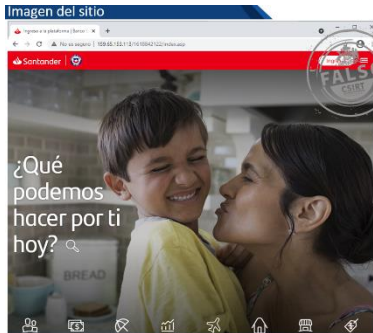 Imagen del sitio
Ingrese a la plataforma | Banco
No es seguro
Santander
FALSO
CSIRT
¿Qué
podemos
hacer por ti
hoy?
BREAD